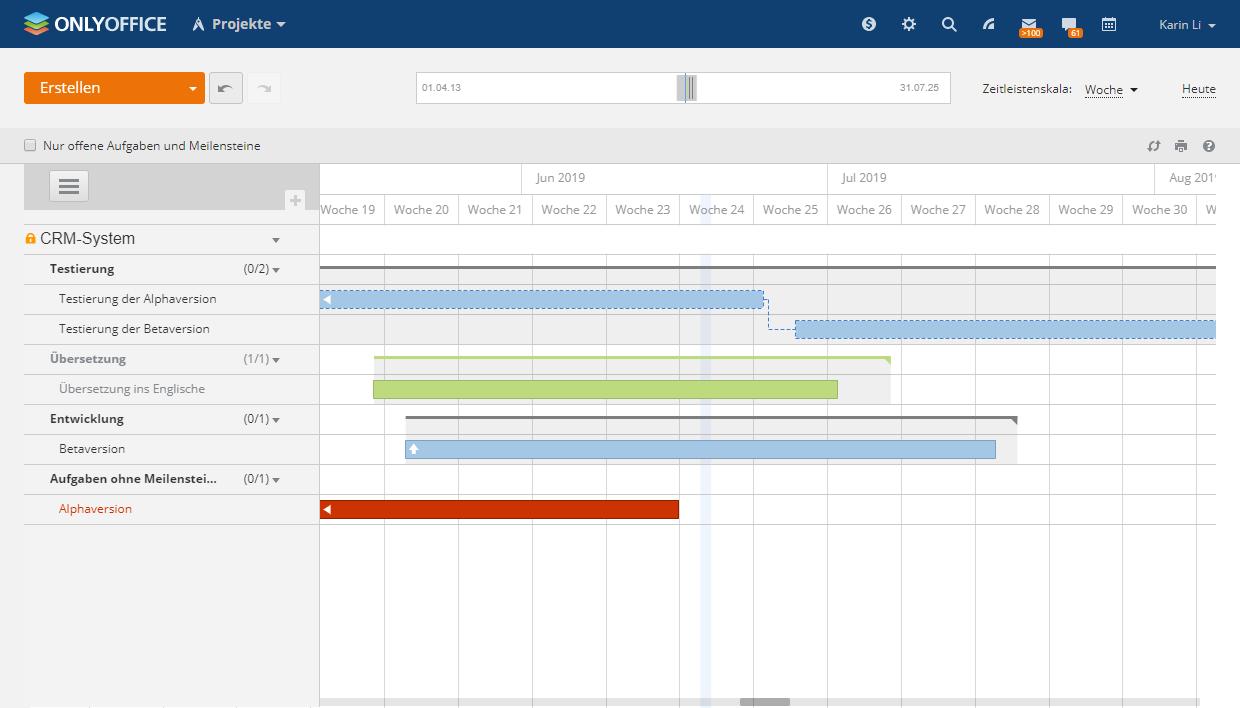 ONLYOFFICE Projekte >100 61 Karin Li
Erstellen 01.04.13 31.07.25 Zeitleistenskala: Woche Heute
Nur offene Aufgaben und Meilensteine
Jun 2019 Jul 2019 Aug 2019
Woche 19 Woche 20 Woche 21 Woche 22 Woche 23 Woche 24 Woche 25 Woche 26 Woche 27 Woche 28 Woche 29 Woche 30 W
CRM-System
Testierung (0/2)
Testierung der Alphaversion
Testierung der Betaversion
Übersetzung (1/1)
Übersetzung ins Englische
Entwicklung (0/1)
Betaversion
Aufgaben ohne Meilenstei... (0/1)
Alphaversion